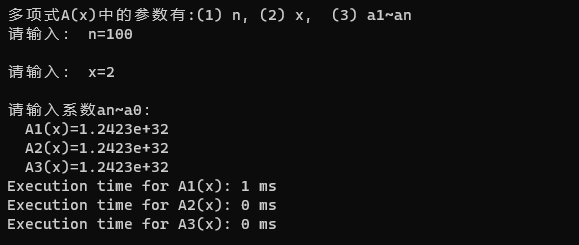 多项式A(x)中的参数有:(1) n, (2) x,  (3) a1~an
请输入:  n=100
请输入:  x=2
请输入系数an~a0:
A1(x)=1.2423e+32
A2(x)=1.2423e+32
A3(x)=1.2423e+32
Execution time for A1(x): 1 ms
Execution time for A2(x): 0 ms
Execution time for A3(x): 0 ms